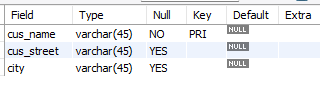 Field Type Null Key Default Extra
cus_name varchar(45) NO PRI NULL
cus_street varchar(45) YES NULL
city varchar(45) YES NULL